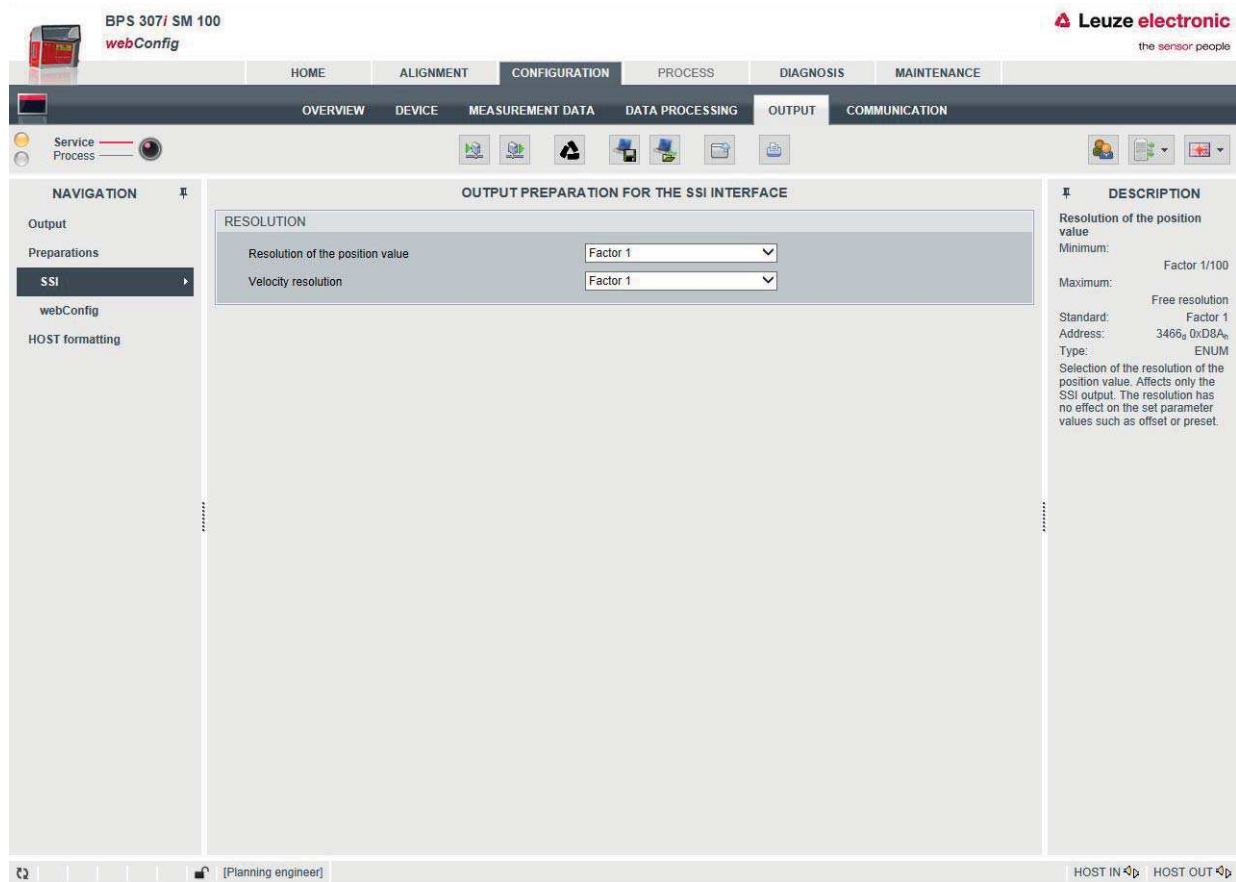 BPS 307i SM 100
webConfig
Leuze electronic
the sensor people
HOME ALIGNMENT CONFIGURATION PROCESS DIAGNOSIS MAINTENANCE
OVERVIEW DEVICE MEASUREMENT DATA DATA PROCESSING OUTPUT COMMUNICATION
Service
Process
NAVIGATION
Output
Preparations
SSI
webConfig
HOST formatting
OUTPUT PREPARATION FOR THE SSI INTERFACE
RESOLUTION
Resolution of the position value Factor 1
Velocity resolution Factor 1
DESCRIPTION
Resolution of the position
value
Minimum:
Factor 1/100
Maximum:
Free resolution
Standard: Factor 1
Address: 3466d 0xD8Ah
Type: ENUM
Selection of the resolution of the
position value. Affects only the
SSI output. The resolution has
no effect on the set parameter
values such as offset or preset.
[Planning engineer]
HOST IN HOST OUT